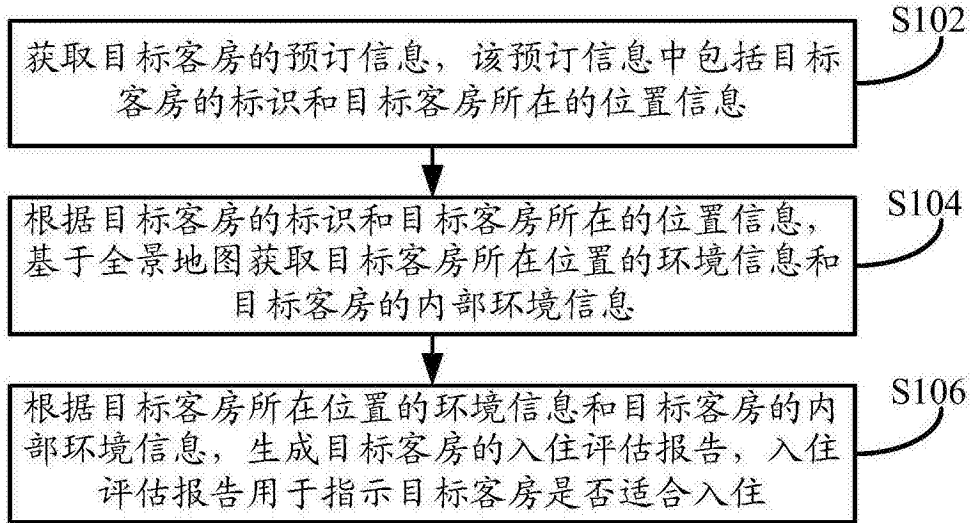 S102
获取目标客房的预订信息，该预订信息中包括目标
客房的标识和目标客房所在的位置信息
S104
根据目标客房的标识和目标客房所在的位置信息，
基于全景地图获取目标客房所在位置的环境信息和
目标客房的内部环境信息
S106
根据目标客房所在位置的环境信息和目标客房的内
部环境信息，生成目标客房的入住评估报告，入住
评估报告用于指示目标客房是否适合入住